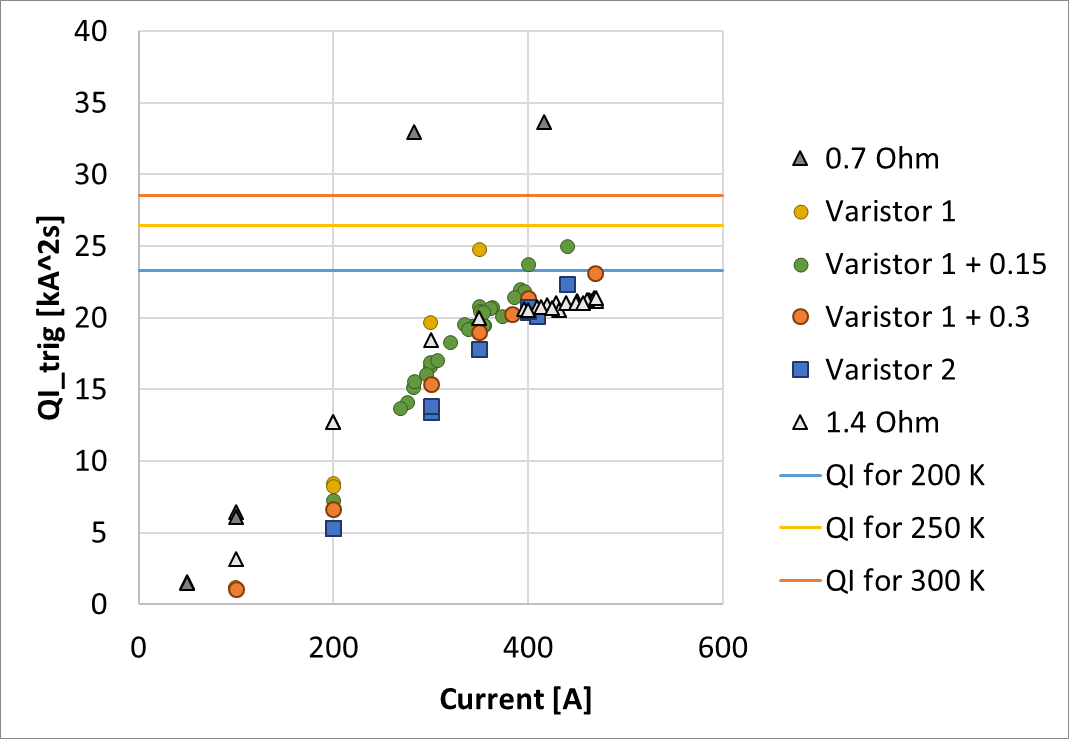 40
35
30
25
20
15
10
5
0
QI_trig [kA^2s]
0 200 400 600
Current [A]
0.7 Ohm
Varistor 1
Varistor 1 + 0.15
Varistor 1 + 0.3
Varistor 2
1.4 Ohm
QI for 200 K
QI for 250 K
QI for 300 K